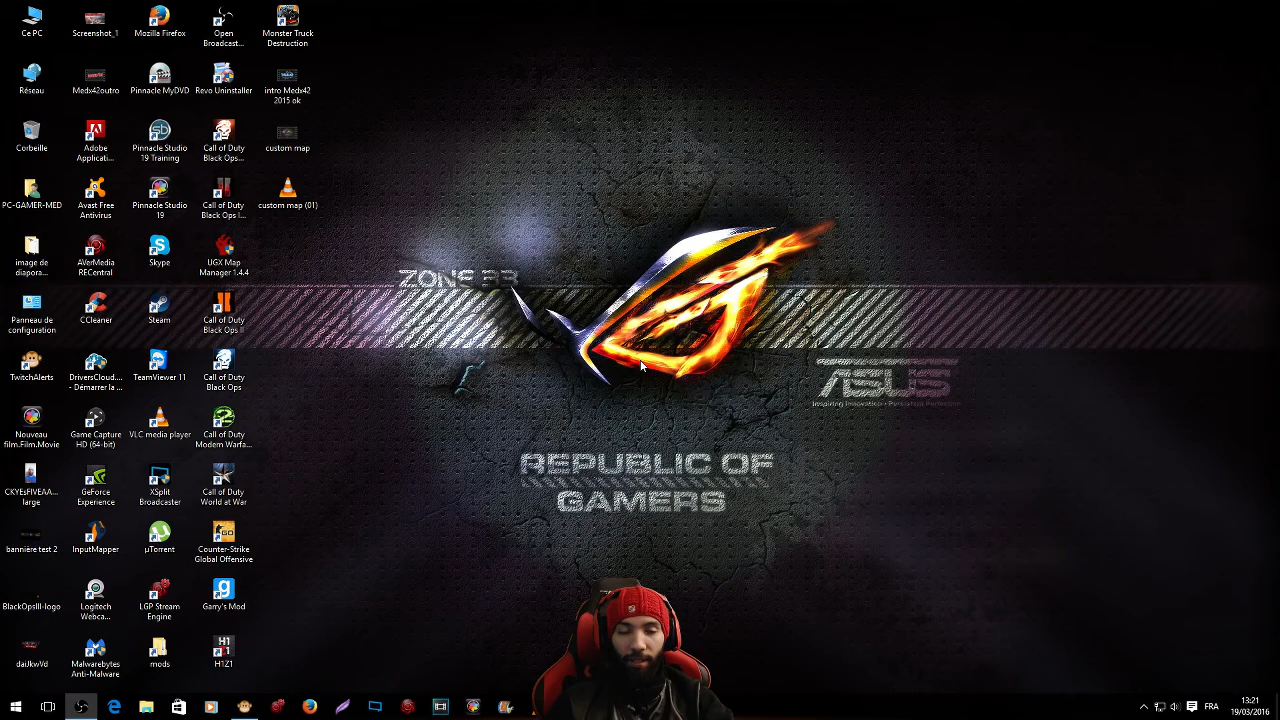 Ce PC
Screenshot_1
Mozilla Firefox
Open
Broadcast...
Monster Truck
Destruction
Réseau
Medx42outro
Pinnacle MyDVD
Revo Uninstaller
intro Medx42
2015 ok
Corbeille
Adobe
Applicati...
Pinnacle Studio
19 Training
Call of Duty
Black Ops...
custom map
PC-GAMER-MED
Avast Free
Antivirus
Pinnacle Studio
19
Call of Duty
Black Ops I...
custom map (01)
image de
diapora...
AVerMedia
RECentral
Skype
UGX Map
Manager 1.4.4
Panneau de
configuration
CCleaner
Steam
Call of Duty
Black Ops II
TwitchAlerts
DriversCloud....
- Démarrer la ...
TeamViewer 11
Call of Duty
Black Ops
Nouveau
film.Film.Movie
Game Capture
HD (64-bit)
VLC media player
Call of Duty
Modern Warfa...
CKYEsFIVEAA...
large
GeForce
Experience
XSplit
Broadcaster
Call of Duty
World at War
bannière test 2
InputMapper
µTorrent
Counter-Strike
Global Offensive
BlackOpsIII-logo
Logitech
Webca...
LGP Stream
Engine
Garry's Mod
daiJkwVd
Malwarebytes
Anti-Malware
mods
H1Z1
ASUS
REPUBLIC OF
GAMERS
FRA
13:21
19/03/2016